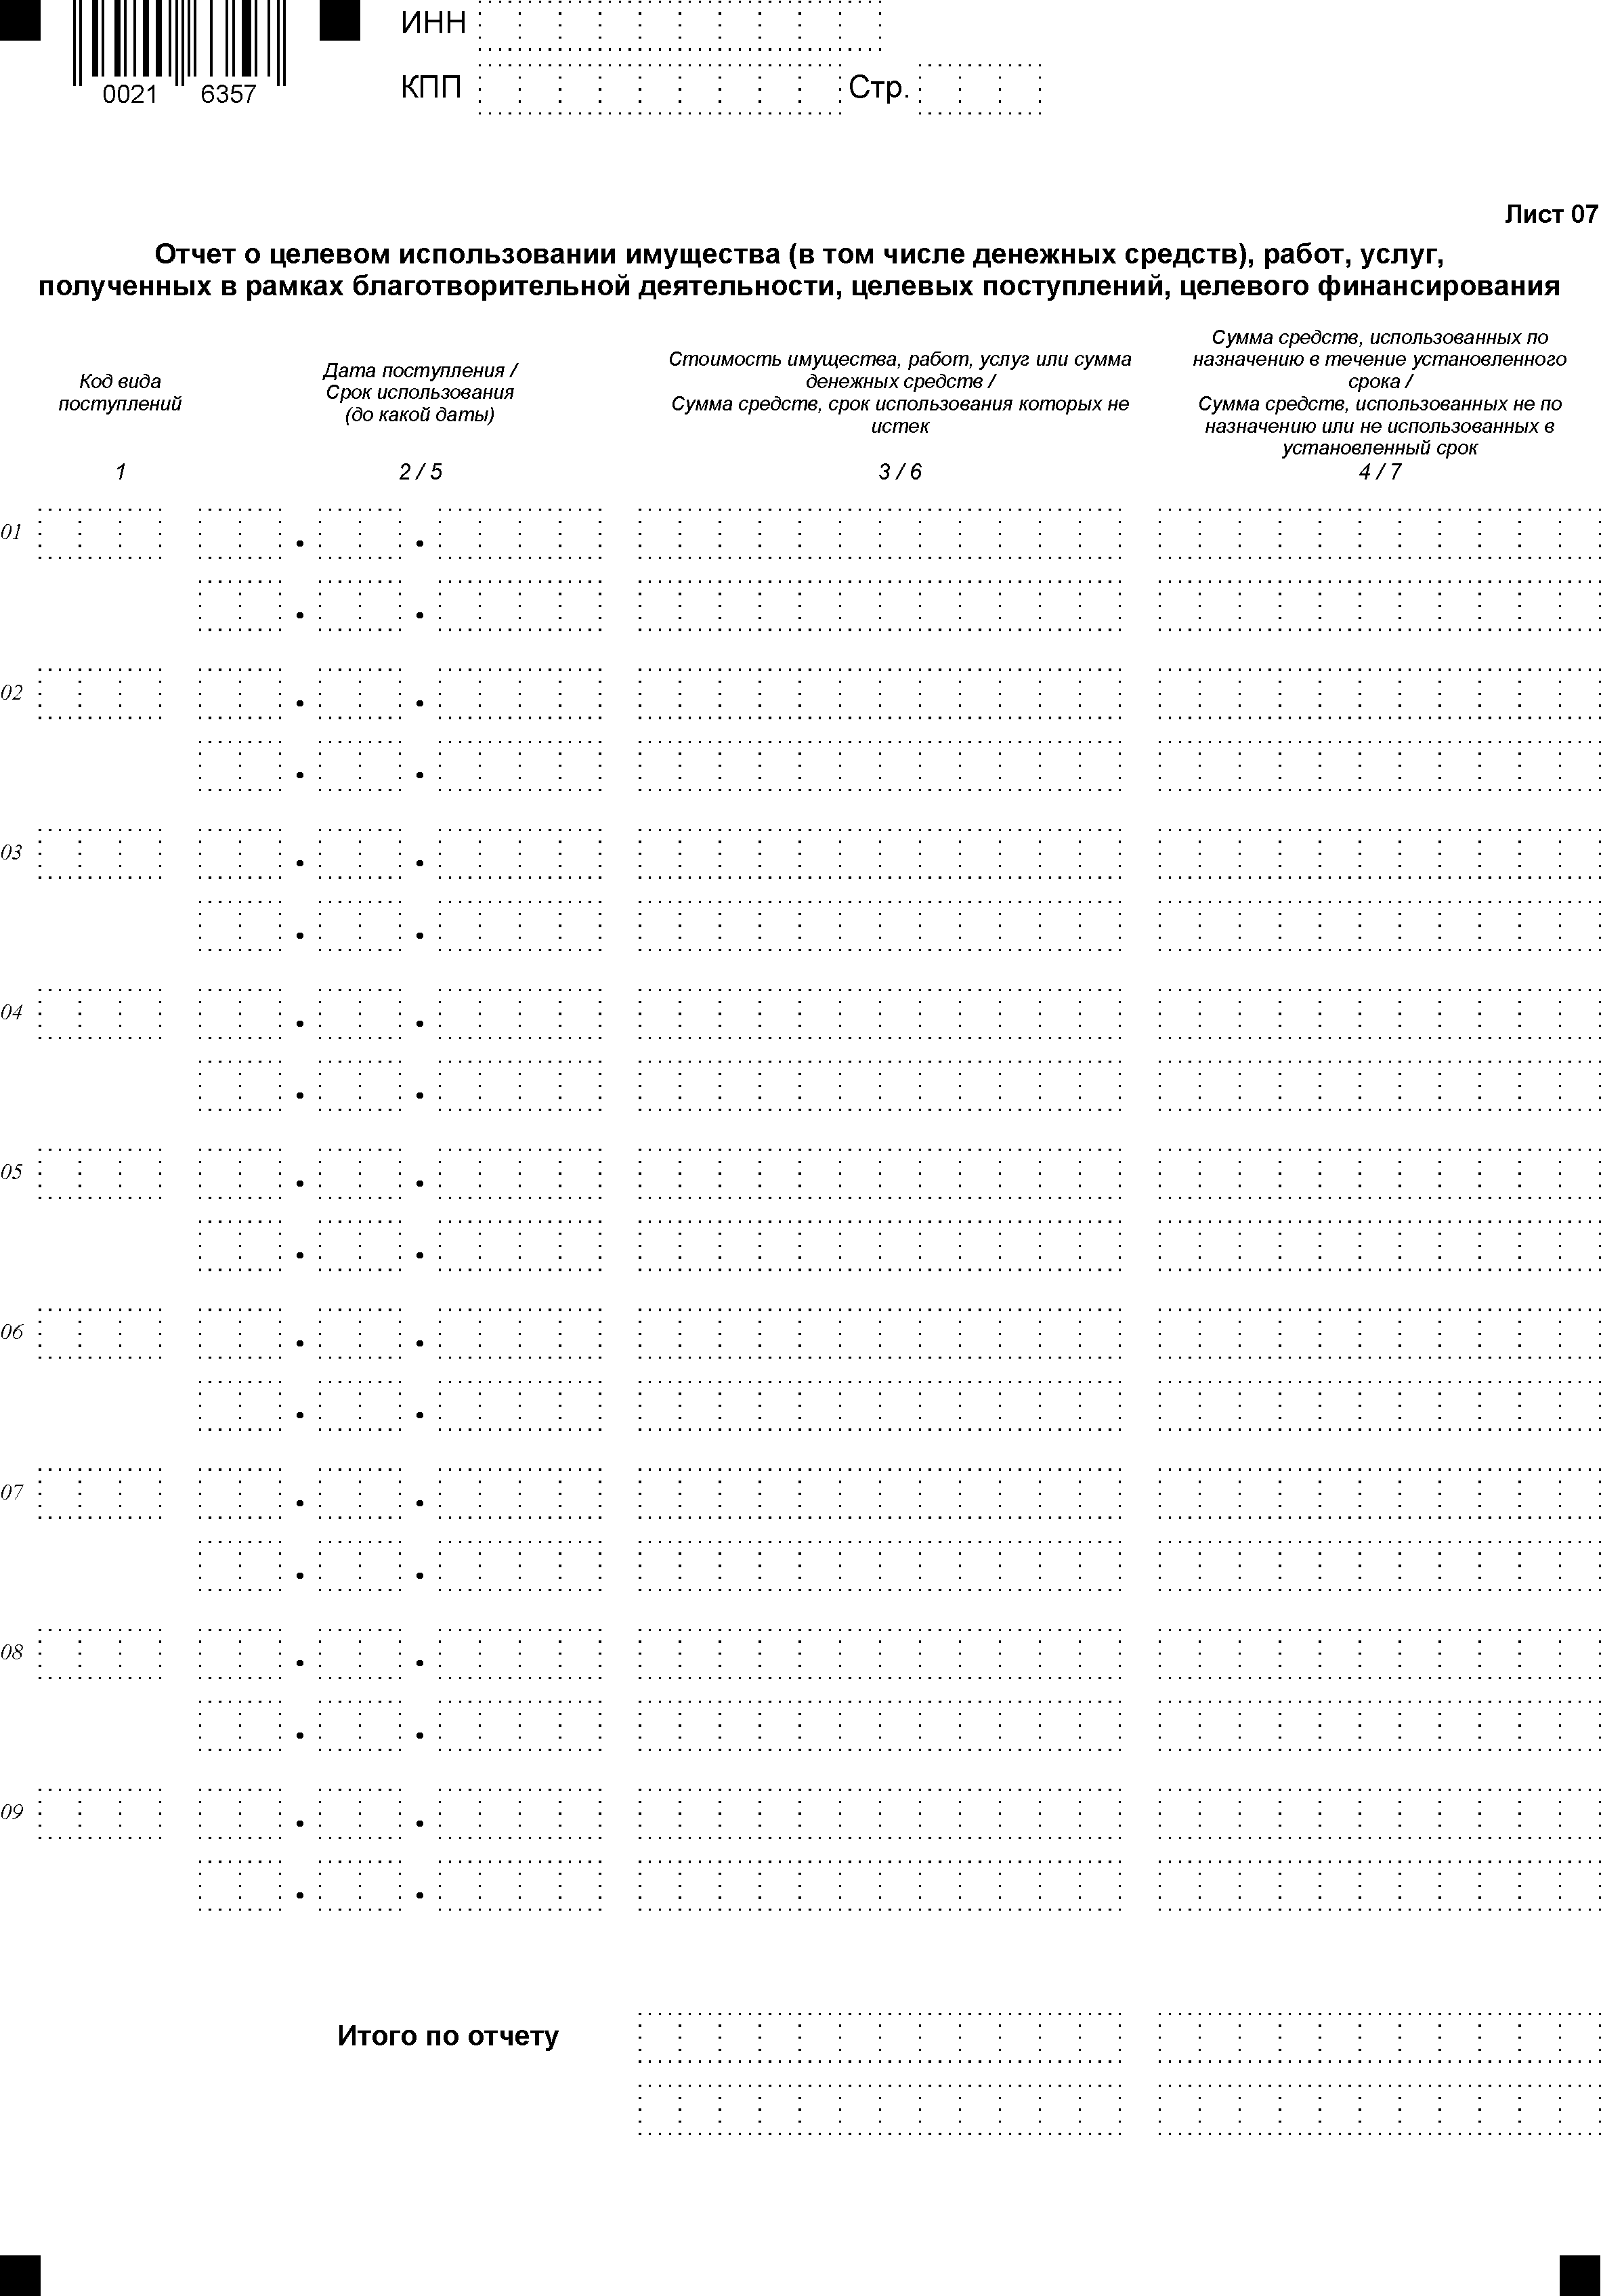 ИНН
0021 6357
КПП Стр.
Лист 07
Отчет о целевом использовании имущества (в том числе денежных средств), работ, услуг,
полученных в рамках благотворительной деятельности, целевых поступлений, целевого финансирования
Код вида
поступлений
1
Дата поступления /
Срок использования
(до какой даты)
2 / 5
Стоимость имущества, работ, услуг или сумма
денежных средств /
Сумма средств, срок использования которых не
истек
3 / 6
Сумма средств, использованных по
назначению в течение установленного
срока /
Сумма средств, использованных не по
назначению или не использованных в
установленный срок
4 / 7
01
02
03
04
05
06
07
08
09
Итого по отчету